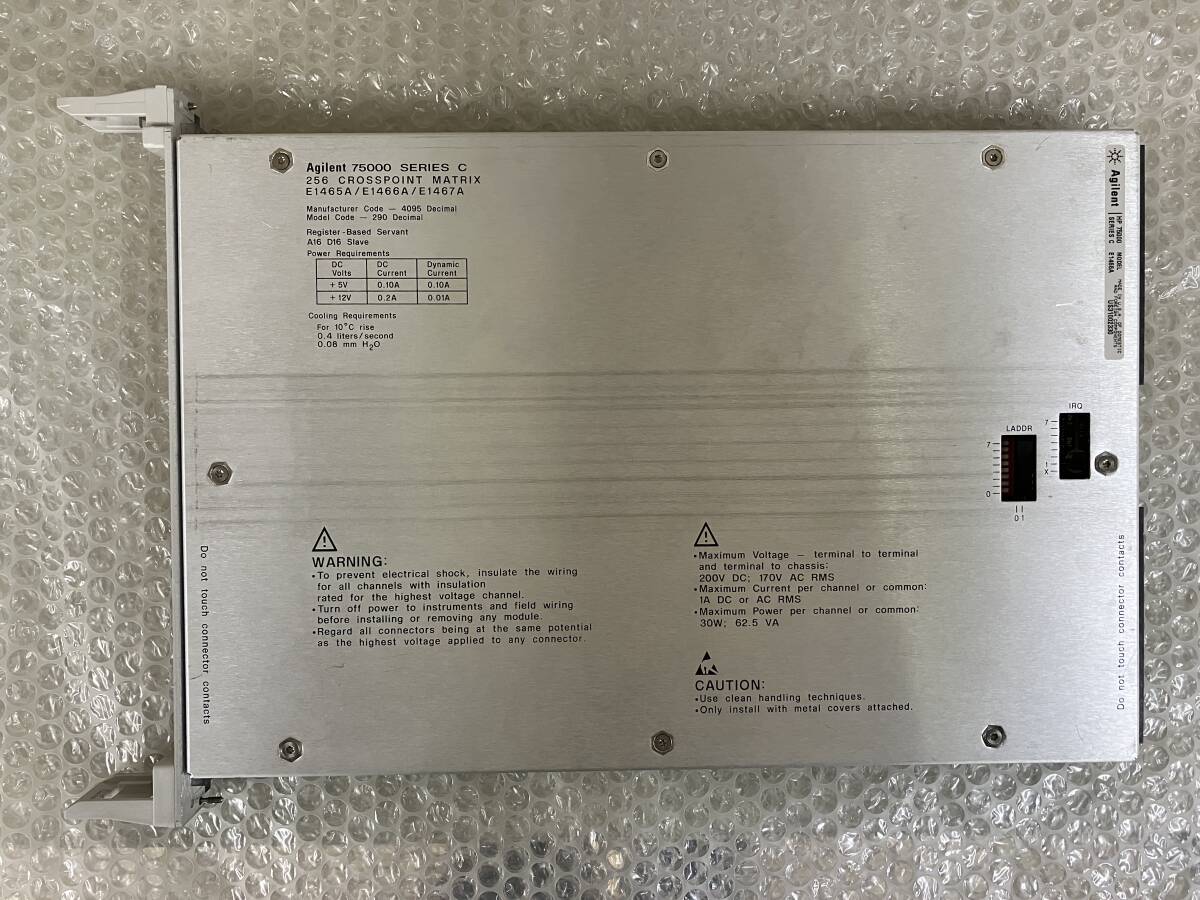 Agilent 75000 SERIES C
256 CROSSPOINT MATRIX
E1465A/E1466A/E1467A
Manufacturer Code — 4095 Decimal
Model Code — 290 Decimal
Register-Based Servant
A16 D16 Slave
Power Requirements
DC Volts DC Current Dynamic Current
+5V 0.10A 0.10A
+12V 0.2A 0.01A
Cooling Requirements
For 10°C rise
0.4 liters/second
0.08 mm H2O
Agilent
HP 75000
SERIES C
MODEL
E1466A
IRQ
7
1
X
LADDR
7
0
0 1
WARNING:
•To prevent electrical shock, insulate the wiring
for all channels with insulation
rated for the highest voltage channel.
•Turn off power to instruments and field wiring
before installing or removing any module.
•Regard all connectors being at the same potential
as the highest voltage applied to any connector.
•Maximum Voltage — terminal to terminal
and terminal to chassis:
200V DC; 170V AC RMS
•Maximum Current per channel or common:
1A DC or AC RMS
•Maximum Power per channel or common:
30W; 62.5 VA
CAUTION:
•Use clean handling techniques.
•Only install with metal covers attached.
Do not touch connector contacts
Do not touch connector contacts